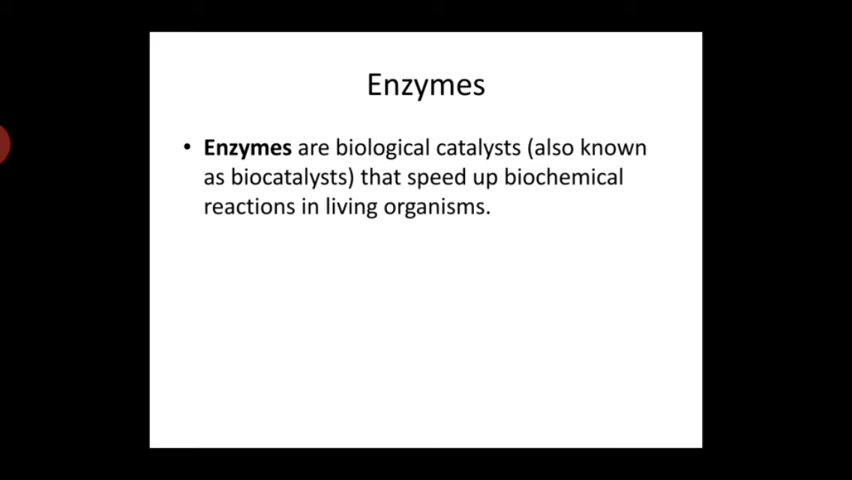 Enzymes
• Enzymes are biological catalysts (also known
as biocatalysts) that speed up biochemical
reactions in living organisms.